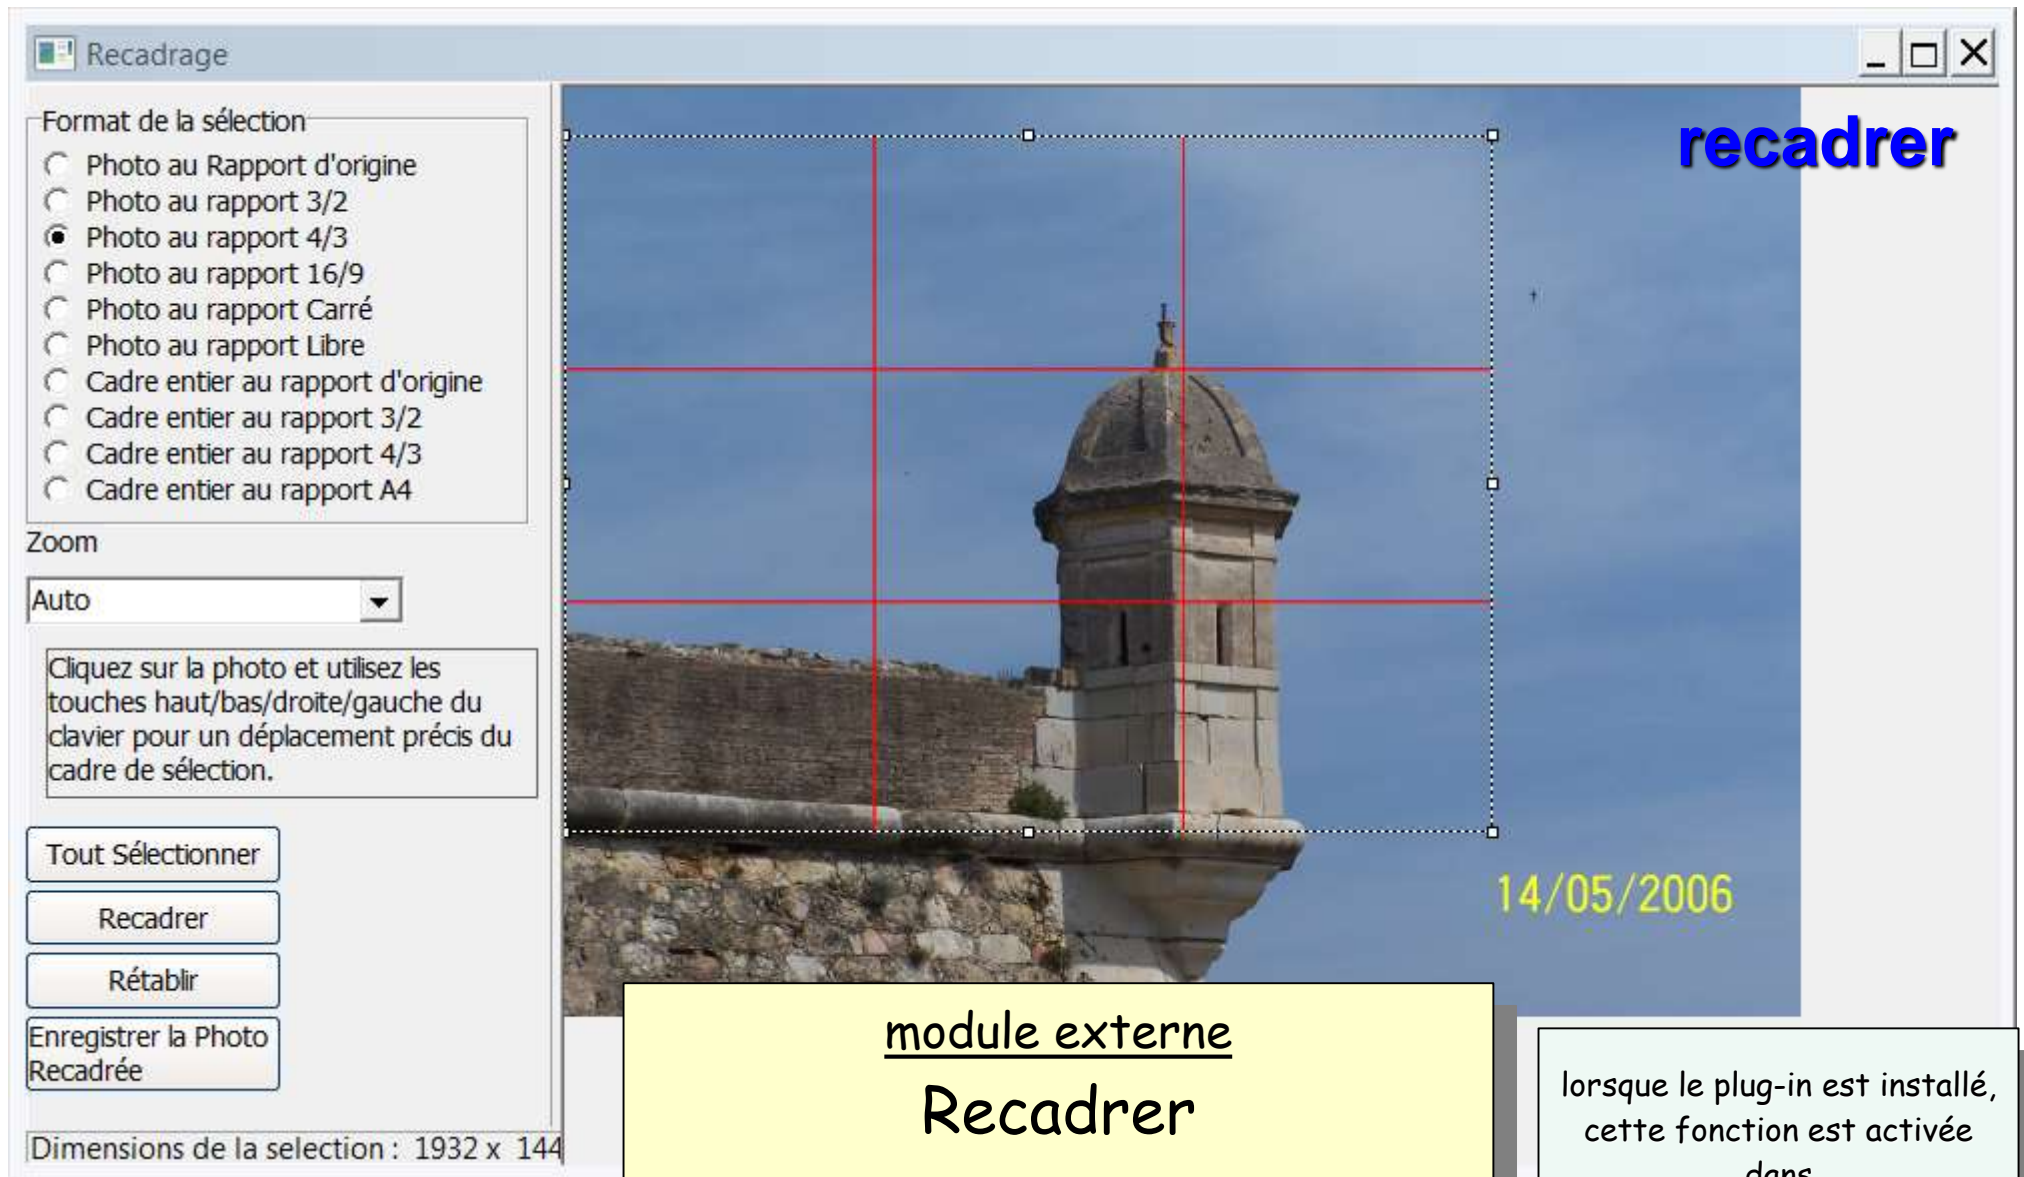 Recadrage
Format de la sélection
Photo au Rapport d'origine
Photo au rapport 3/2
Photo au rapport 4/3
Photo au rapport 16/9
Photo au rapport Carré
Photo au rapport Libre
Cadre entier au rapport d'origine
Cadre entier au rapport 3/2
Cadre entier au rapport 4/3
Cadre entier au rapport A4
Zoom
Auto
Cliquez sur la photo et utilisez les
touches haut/bas/droite/gauche du
clavier pour un déplacement précis du
cadre de sélection.
Tout Sélectionner
Recadrer
Rétablir
Enregistrer la Photo
Recadrée
Dimensions de la selection : 1932 x 144
recadrer
14/05/2006
module externe
Recadrer
lorsque le plug-in est installé,
cette fonction est activée
dans